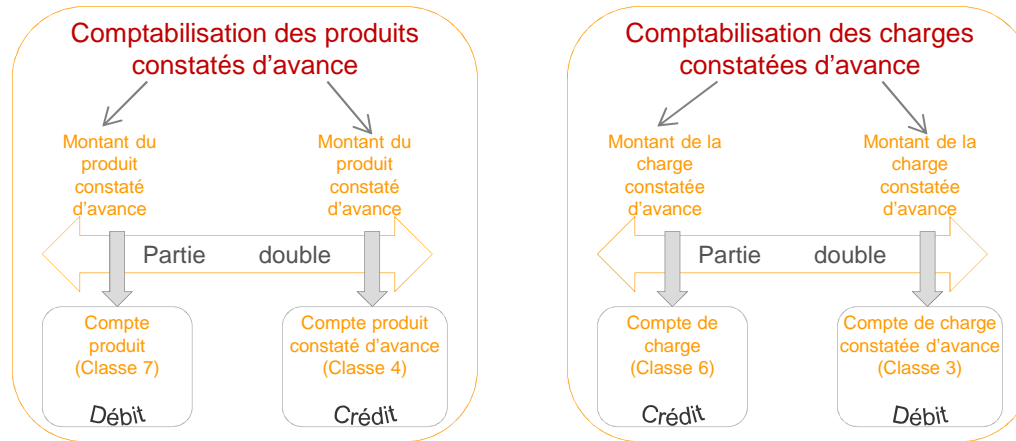 Comptabilisation des produits
constatés d'avance
Montant du
produit
constaté
d'avance
Montant du
produit
constaté
d'avance
Partie double
Compte
produit
(Classe 7)
Débit
Compte produit
constaté d'avance
(Classe 4)
Crédit
Comptabilisation des charges
constatées d'avance
Montant de la
charge
constatée
d'avance
Montant de la
charge
constatée
d'avance
Partie double
Compte de
charge
(Classe 6)
Crédit
Compte de charge
constatée d'avance
(Classe 3)
Débit